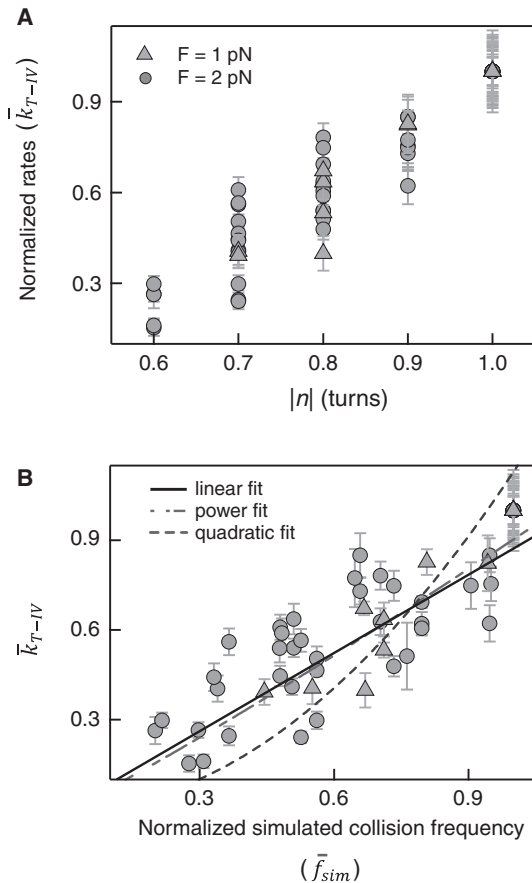 A
F = 1 pN
F = 2 pN
Normalized rates (k̄_{T−IV})
0.9
0.6
0.3
0.6
0.7
0.8
0.9
1.0
|n| (turns)
B
linear fit
power fit
quadratic fit
k̄_{T−IV}
0.9
0.6
0.3
0.3
0.6
0.9
Normalized simulated collision frequency
(f̄_{sim})